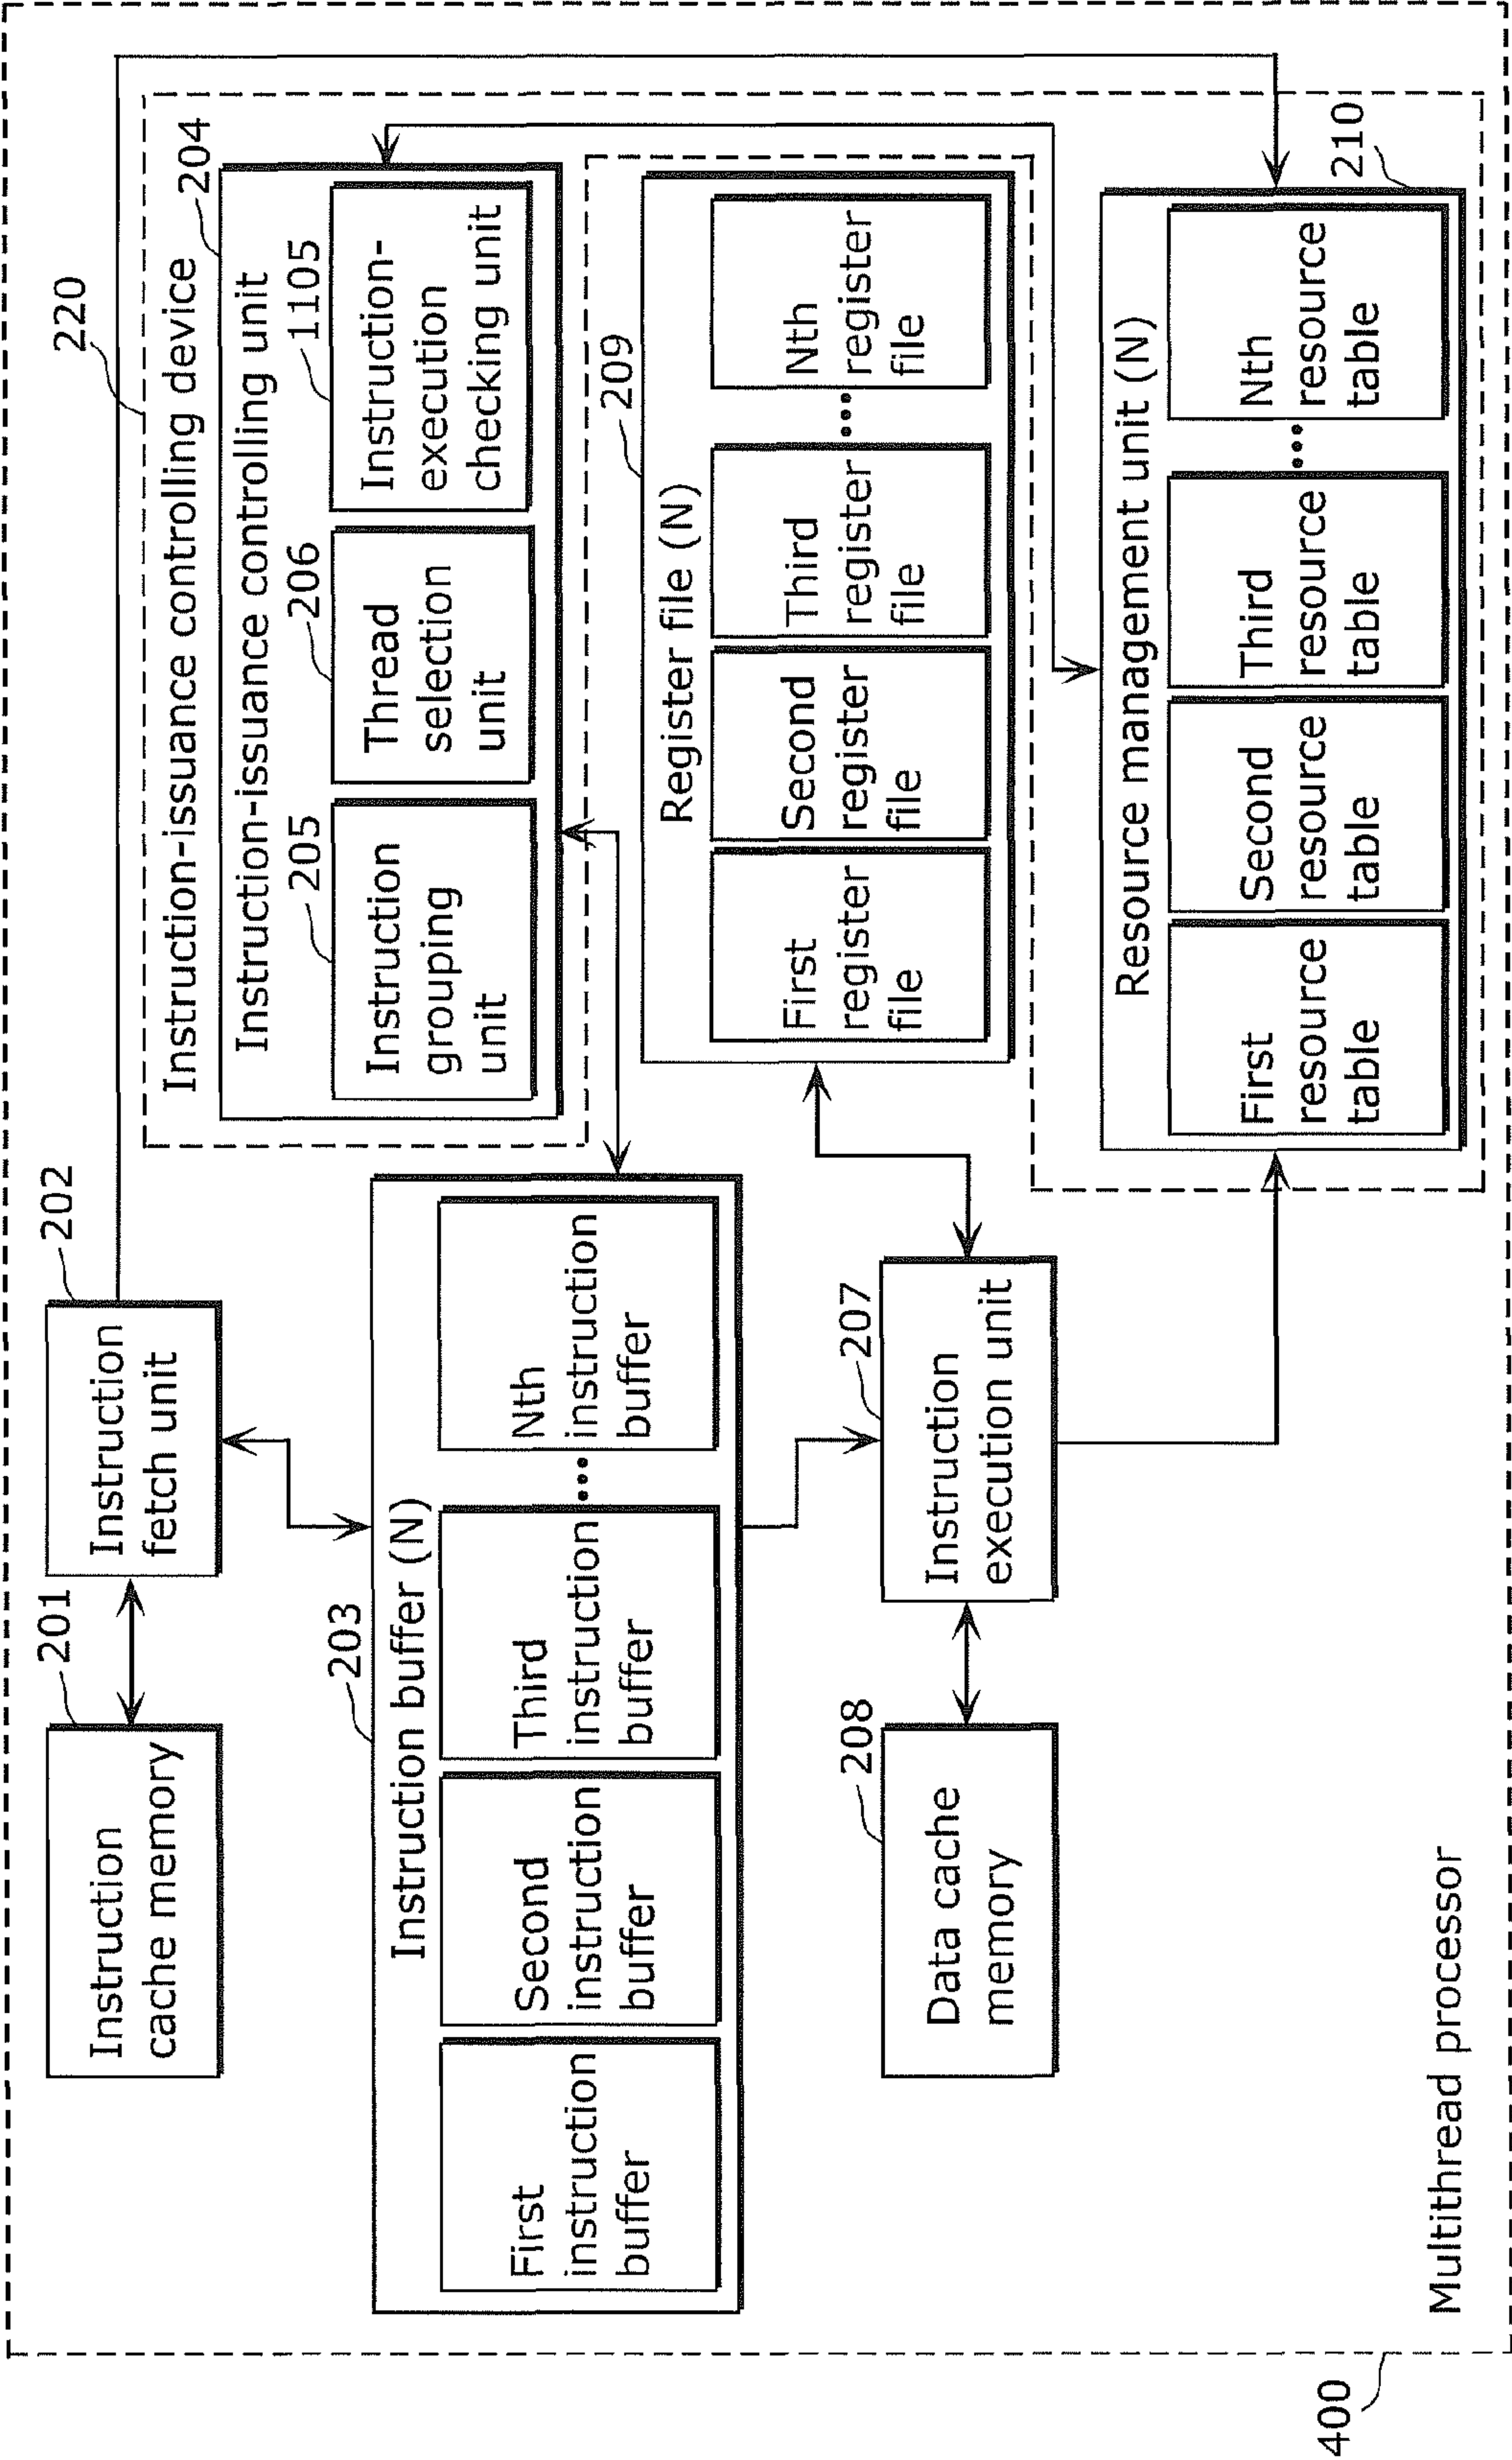 400
Multithread processor
201
Instruction
cache memory
202
Instruction
fetch unit
220
Instruction-issuance controlling device
204
Instruction-issuance controlling unit
205
Instruction
grouping
unit
206
Thread
selection
unit
1105
Instruction-
execution
checking unit
203
Instruction buffer (N)
First
instruction
buffer
Second
instruction
buffer
Third
instruction
buffer
•••
Nth
instruction
buffer
209
Register file (N)
First
register
file
Second
register
file
Third
register
file
•••
Nth
register
file
208
Data cache
memory
207
Instruction
execution unit
210
Resource management unit (N)
First
resource
table
Second
resource
table
Third
resource
table
•••
Nth
resource
table